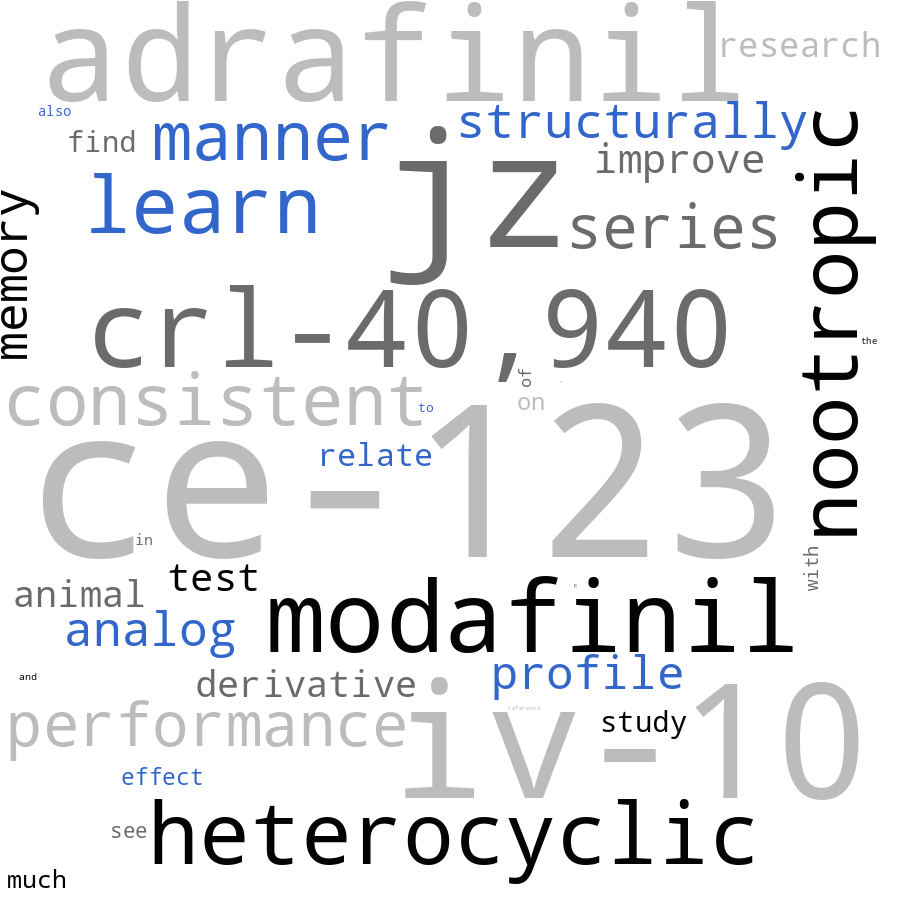 adrafinil
research
also
find
manner
structurally
improve
learn
jz
series
memory
nootropic
crl-40,940
the
of
consistent
to
on
relate
ce-123
in
with
test
animal
modafinil
analog
and
derivative
profile
performance
iv-10
reference
study
effect
see
heterocyclic
much